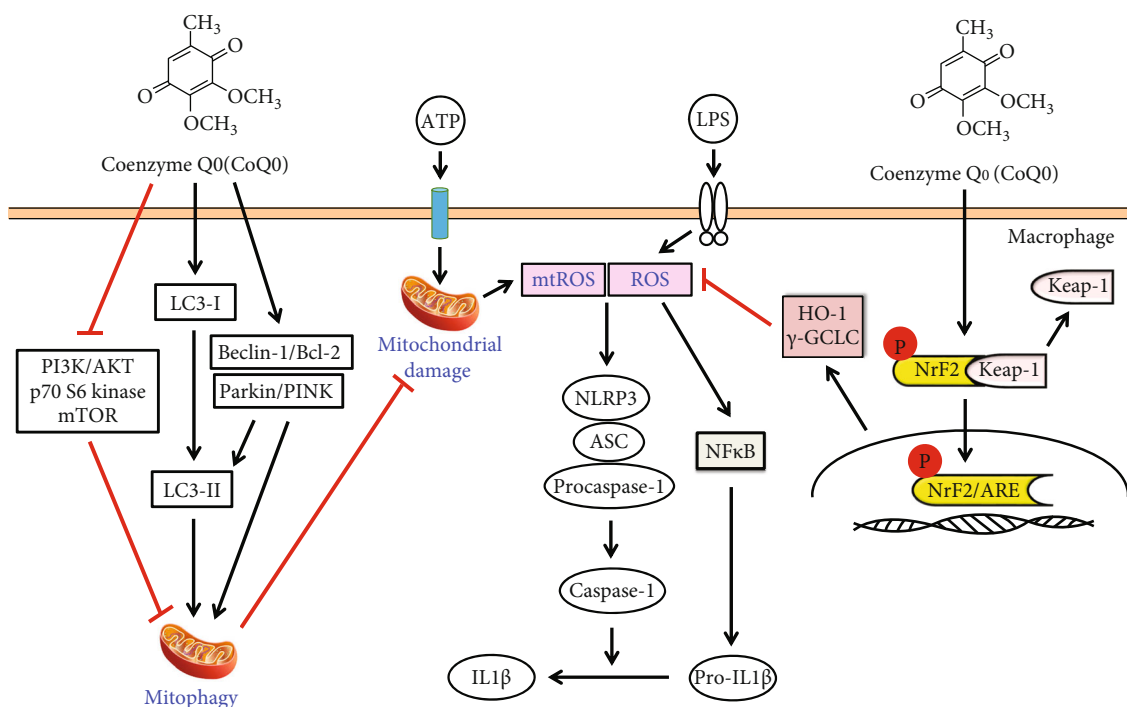 CH₃
O
O
OCH₃
OCH₃
Coenzyme Q0(CoQ0)
ATP
LPS
CH₃
O
O
OCH₃
OCH₃
Coenzyme Q₀ (CoQ0)
Macrophage
LC3-I
PI3K/AKT
p70 S6 kinase
mTOR
Beclin-1/Bcl-2
Parkin/PINK
LC3-II
Mitophagy
Mitochondrial
damage
mtROS
ROS
NLRP3
ASC
Procaspase-1
Caspase-1
IL1β
NFκB
Pro-IL1β
HO-1
γ-GCLC
P
NrF2
Keap-1
Keap-1
P
NrF2/ARE